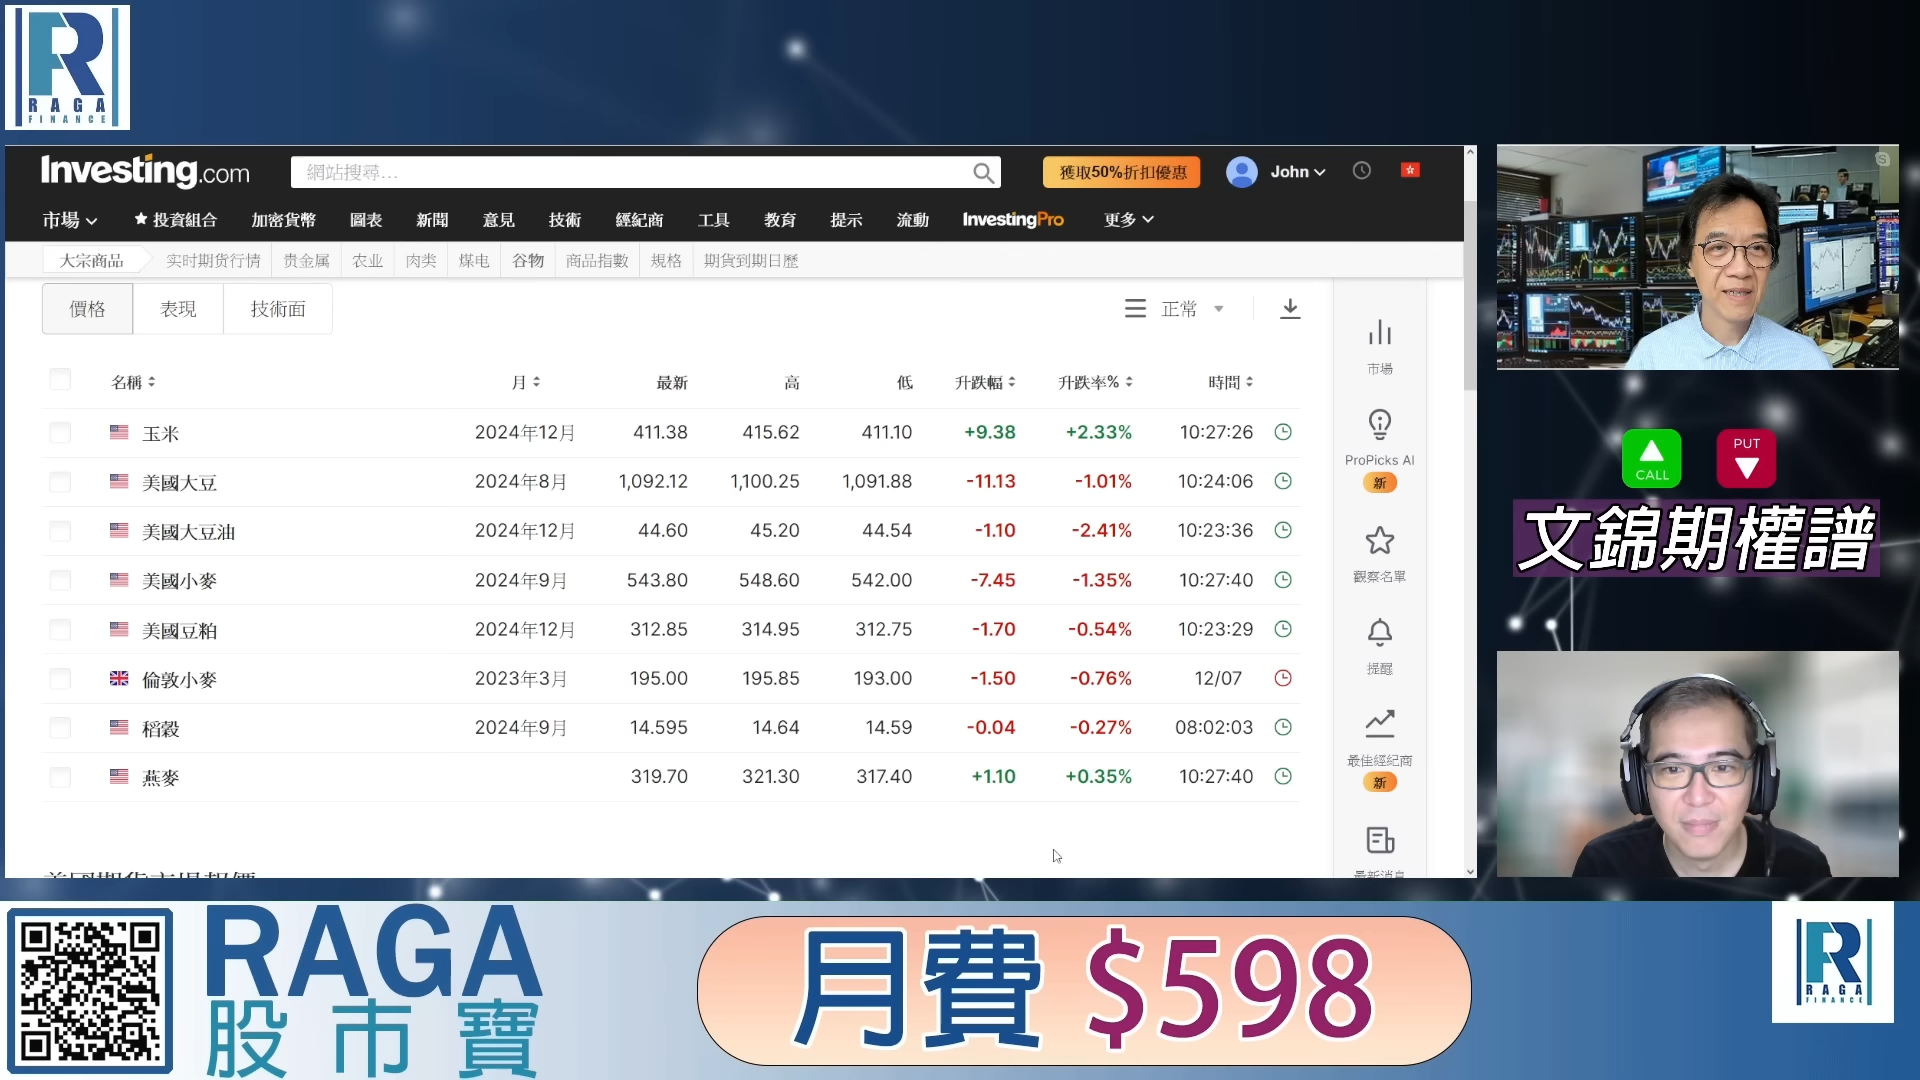 RAGA
FINANCE
Investing.com
網站搜尋...
獲取50%折扣優惠
John
市場
投資組合 加密貨幣 圖表 新聞 意見 技術 經紀商 工具 教育 提示 流動 InvestingPro 更多
大宗商品 实时期货行情 贵金属 农业 肉类 煤电 谷物 商品指數 規格 期貨到期日歷
價格 表現 技術面
正常
名稱 月 最新 高 低 升跌幅 升跌率% 時間
玉米 2024年12月 411.38 415.62 411.10 +9.38 +2.33% 10:27:26
美國大豆 2024年8月 1,092.12 1,100.25 1,091.88 -11.13 -1.01% 10:24:06
美國大豆油 2024年12月 44.60 45.20 44.54 -1.10 -2.41% 10:23:36
美國小麥 2024年9月 543.80 548.60 542.00 -7.45 -1.35% 10:27:40
美國豆粕 2024年12月 312.85 314.95 312.75 -1.70 -0.54% 10:23:29
倫敦小麥 2023年3月 195.00 195.85 193.00 -1.50 -0.76% 12/07
稻穀 2024年9月 14.595 14.64 14.59 -0.04 -0.27% 08:02:03
燕麥 319.70 321.30 317.40 +1.10 +0.35% 10:27:40
市場
ProPicks AI
新
觀察名單
提醒
最佳經紀商
新
CALL
PUT
文錦期權譜
RAGA
股市寶
月費 $598
RAGA
FINANCE